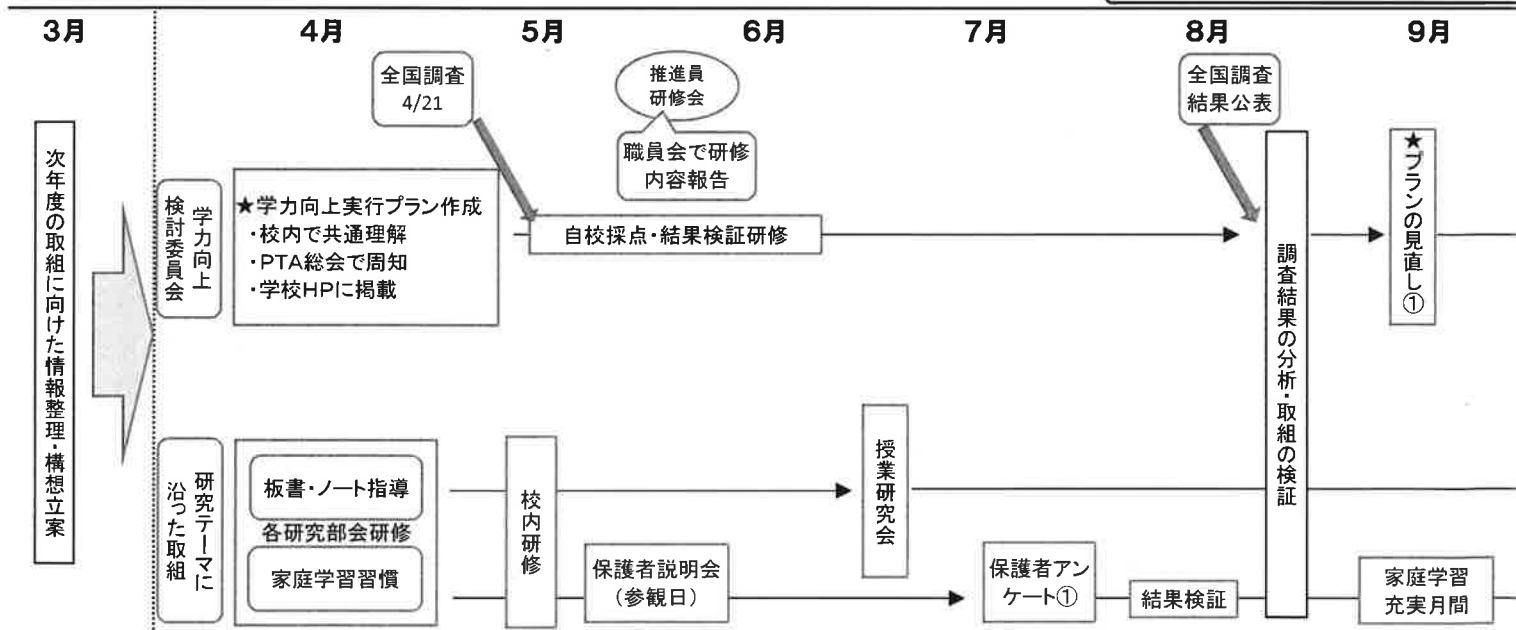 3月
4月
5月
6月
7月
8月
9月
全国調査
4/21
推進員
研修会
職員会で研修
内容報告
全国調査
結果公表
次年度の取組に向けた情報整理・構想立案
学力向上
検討委員会
★学力向上実行プラン作成
・校内で共通理解
・PTA総会で周知
・学校HPに掲載
自校採点・結果検証研修
調査結果の分析・取組の検証
★プランの見直し①
研究テーマに
沿った取組
板書・ノート指導
各研究部会研修
家庭学習習慣
校内研修
保護者説明会
(参観日)
授業研究会
保護者アン
ケート①
結果検証
家庭学習
充実月間